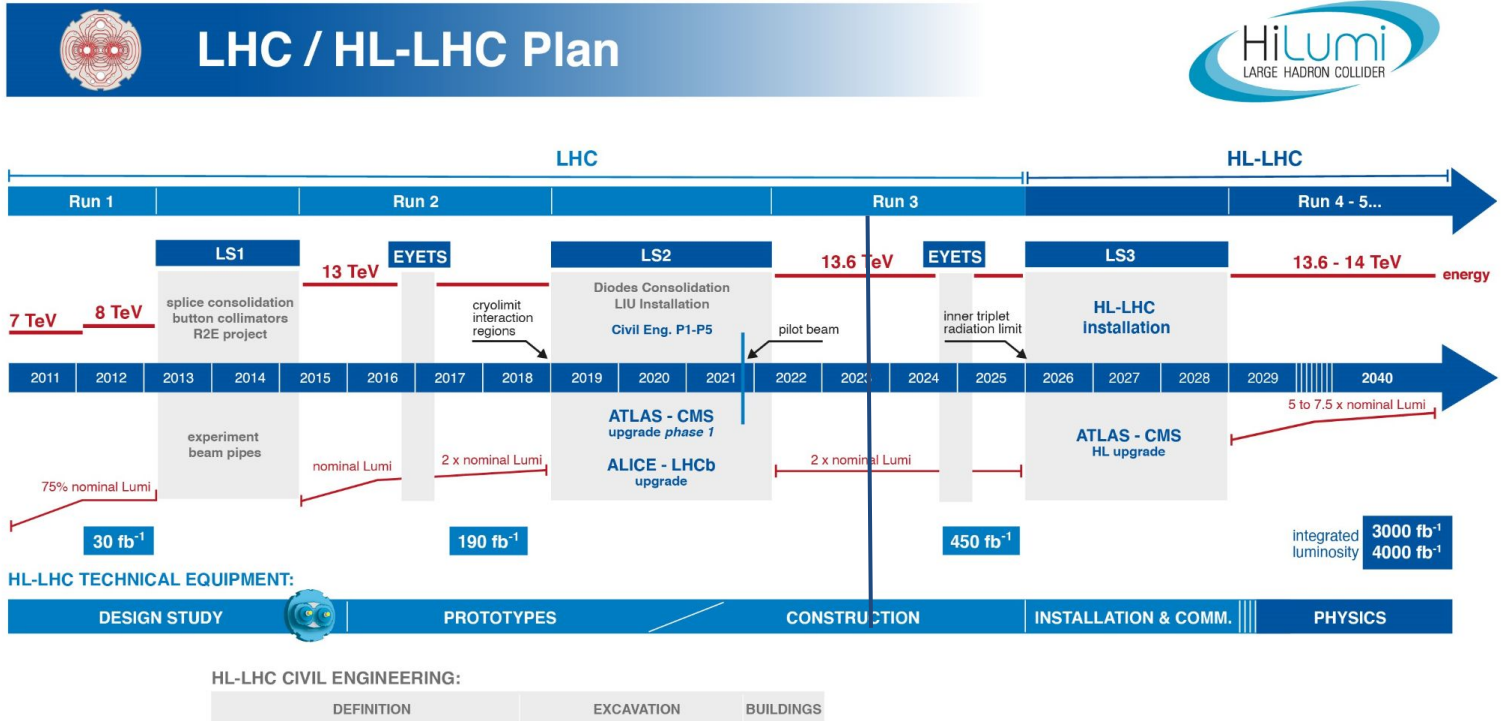 LHC / HL-LHC Plan
HiLumi
LARGE HADRON COLLIDER
LHC
HL-LHC
Run 1
Run 2
Run 3
Run 4 - 5...
LS1
EYETS
LS2
EYETS
LS3
13 TeV
13.6 TeV
13.6 - 14 TeV
energy
7 TeV
8 TeV
splice consolidation
button collimators
R2E project
cryolimit
interaction
regions
Diodes Consolidation
LIU Installation
Civil Eng. P1-P5
pilot beam
inner triplet
radiation limit
HL-LHC
installation
2011
2012
2013
2014
2015
2016
2017
2018
2019
2020
2021
2022
2023
2024
2025
2026
2027
2028
2029
2040
experiment
beam pipes
ATLAS - CMS
upgrade phase 1
ALICE - LHCb
upgrade
ATLAS - CMS
HL upgrade
5 to 7.5 x nominal Lumi
75% nominal Lumi
nominal Lumi
2 x nominal Lumi
2 x nominal Lumi
30 fb⁻¹
190 fb⁻¹
450 fb⁻¹
integrated
luminosity
3000 fb⁻¹
4000 fb⁻¹
HL-LHC TECHNICAL EQUIPMENT:
DESIGN STUDY
PROTOTYPES
CONSTRUCTION
INSTALLATION & COMM.
PHYSICS
HL-LHC CIVIL ENGINEERING:
DEFINITION
EXCAVATION
BUILDINGS